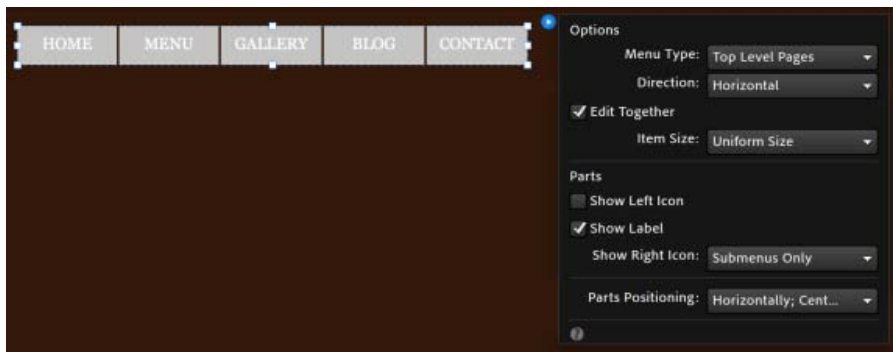 HOME MENU GALLERY BLOG CONTACT
Options
Menu Type: Top Level Pages
Direction: Horizontal
Edit Together
Item Size: Uniform Size
Parts
Show Left Icon
Show Label
Show Right Icon: Submenus Only
Parts Positioning: Horizontally; Cent...
?